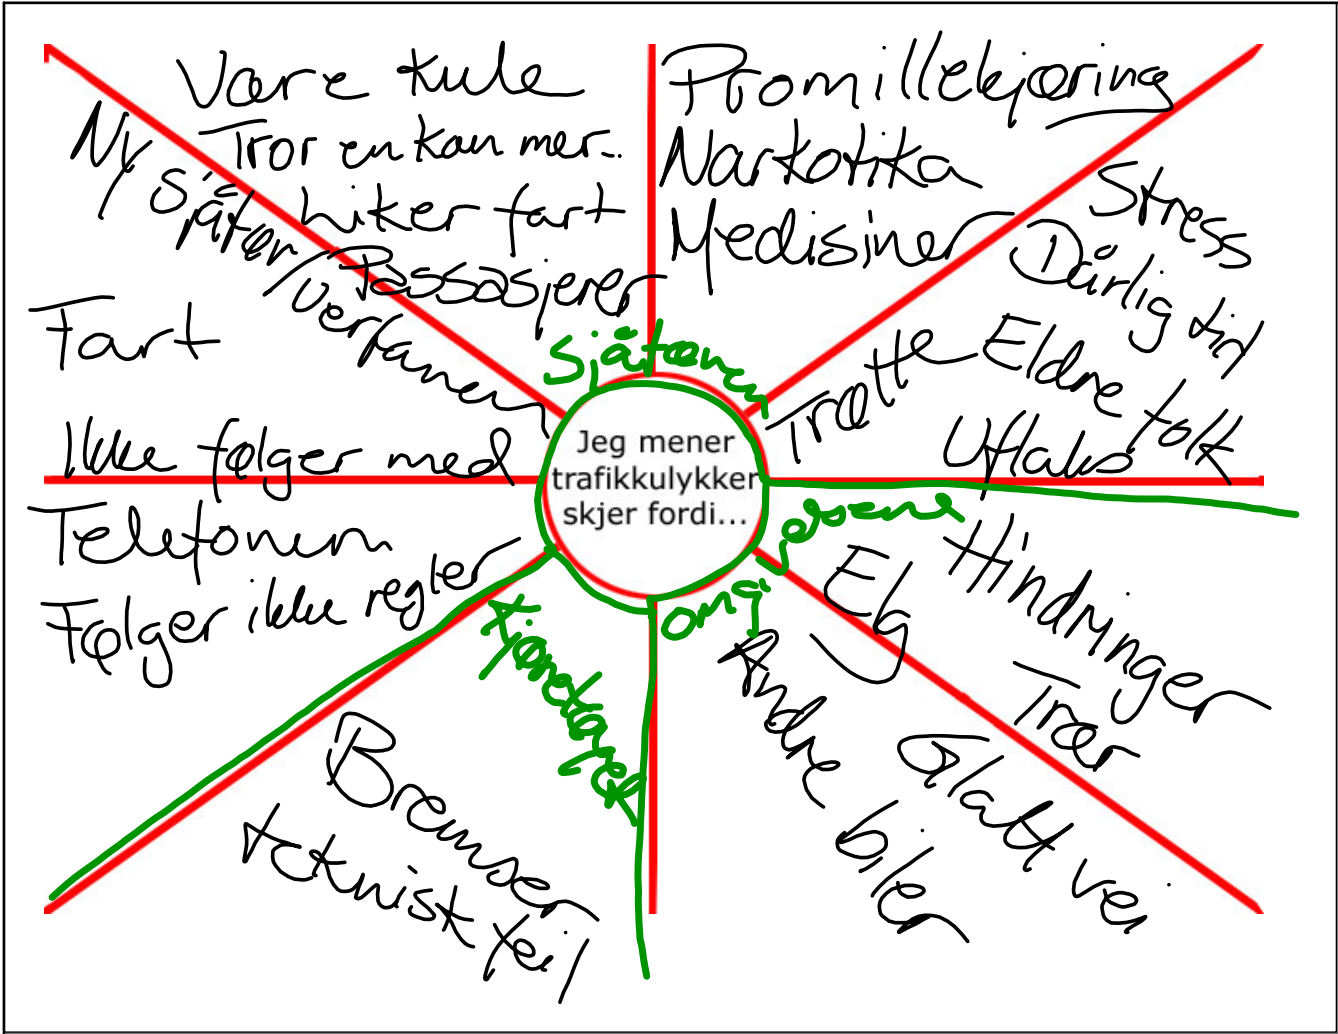 Være kule
Tror en kan mer..
Liker fart
Passasjerer
Promillekjøring
Narkotika
Medisiner
Stress
Dårlig tid
Eldre folk
Trøtte
Uflaks
Ny sjåfør/uerfaren
Fart
Ikke følger med
Telefonen
Følger ikke regler
sjåføren
Jeg mener
trafikkulykker
skjer fordi...
omgivelsene
Kjøretøyet
Hindringer
Elg
Trær
Glatt vei
Andre biler
Bremser
teknisk feil